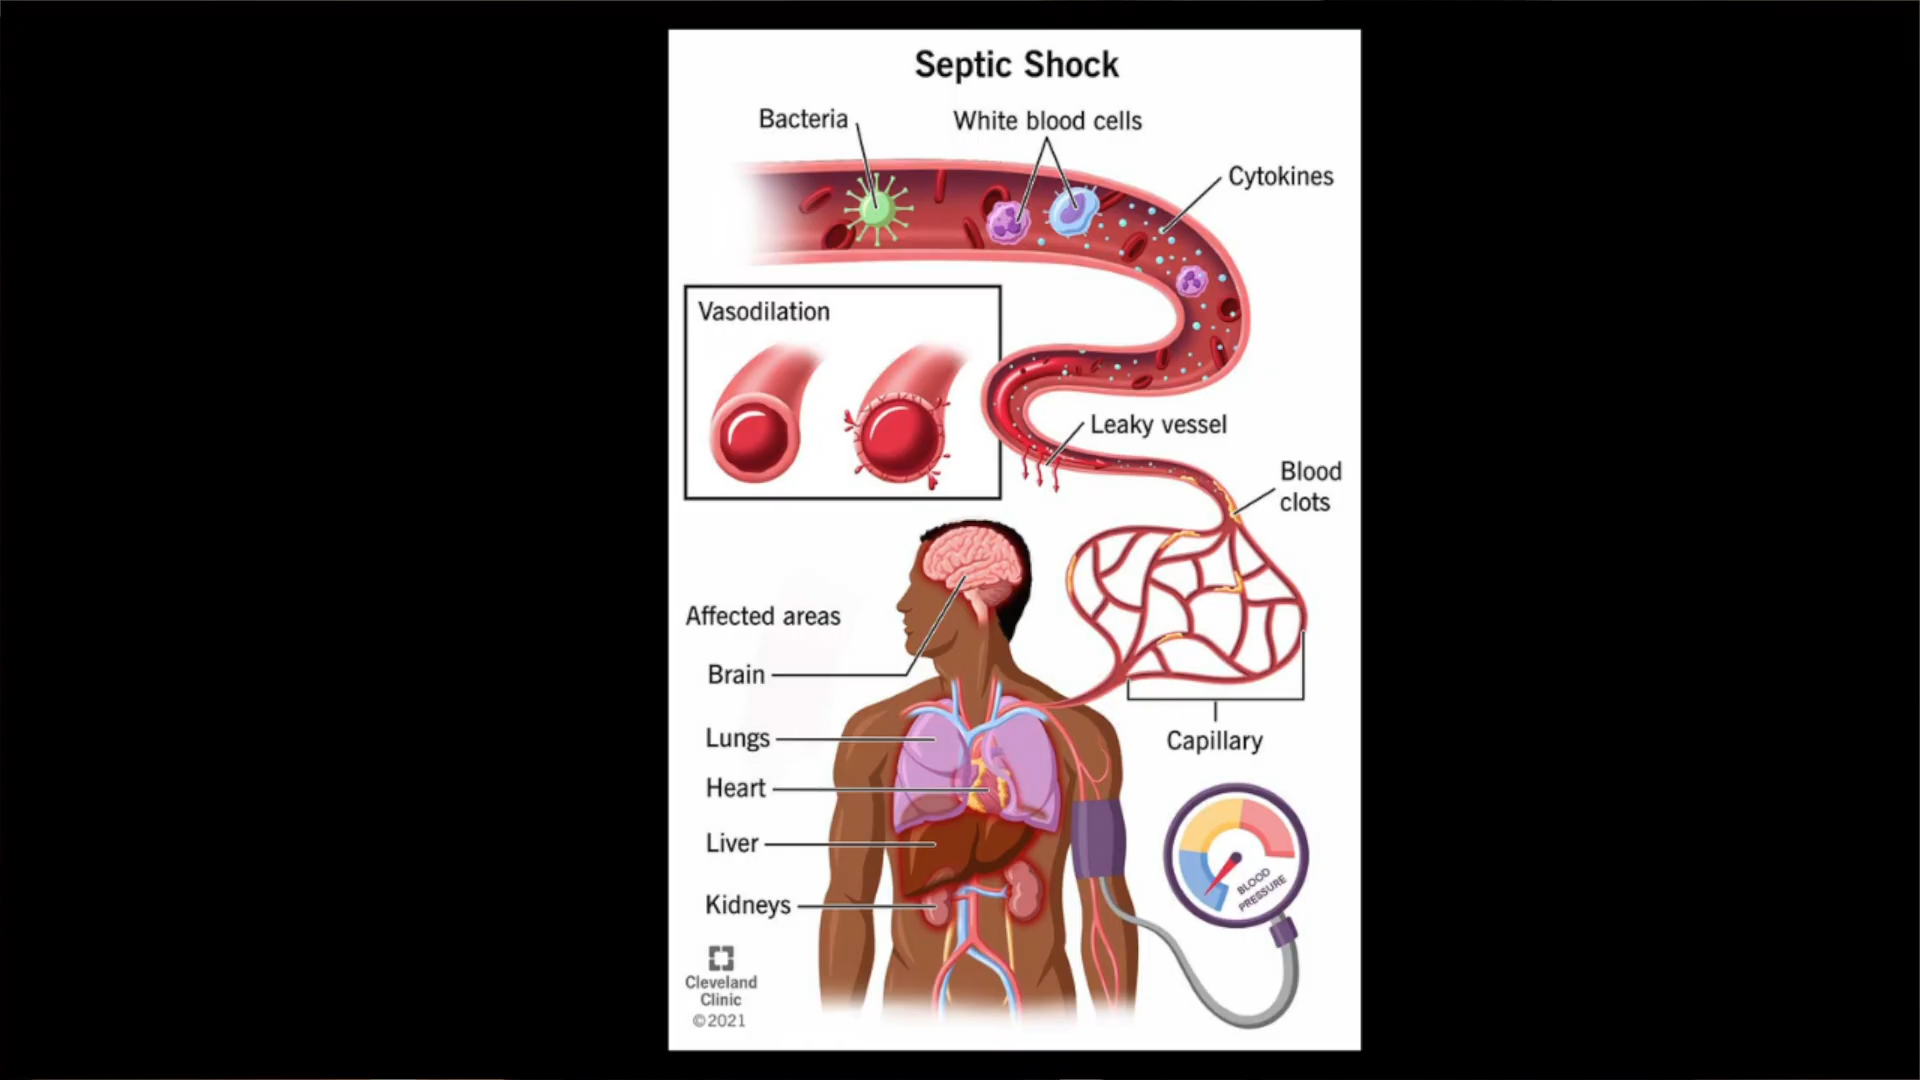 Septic Shock
Bacteria
White blood cells
Cytokines
Vasodilation
Leaky vessel
Blood
clots
Affected areas
Brain
Lungs
Capillary
Heart
Liver
BLOOD
PRESSURE
Kidneys
Cleveland
Clinic
©2021